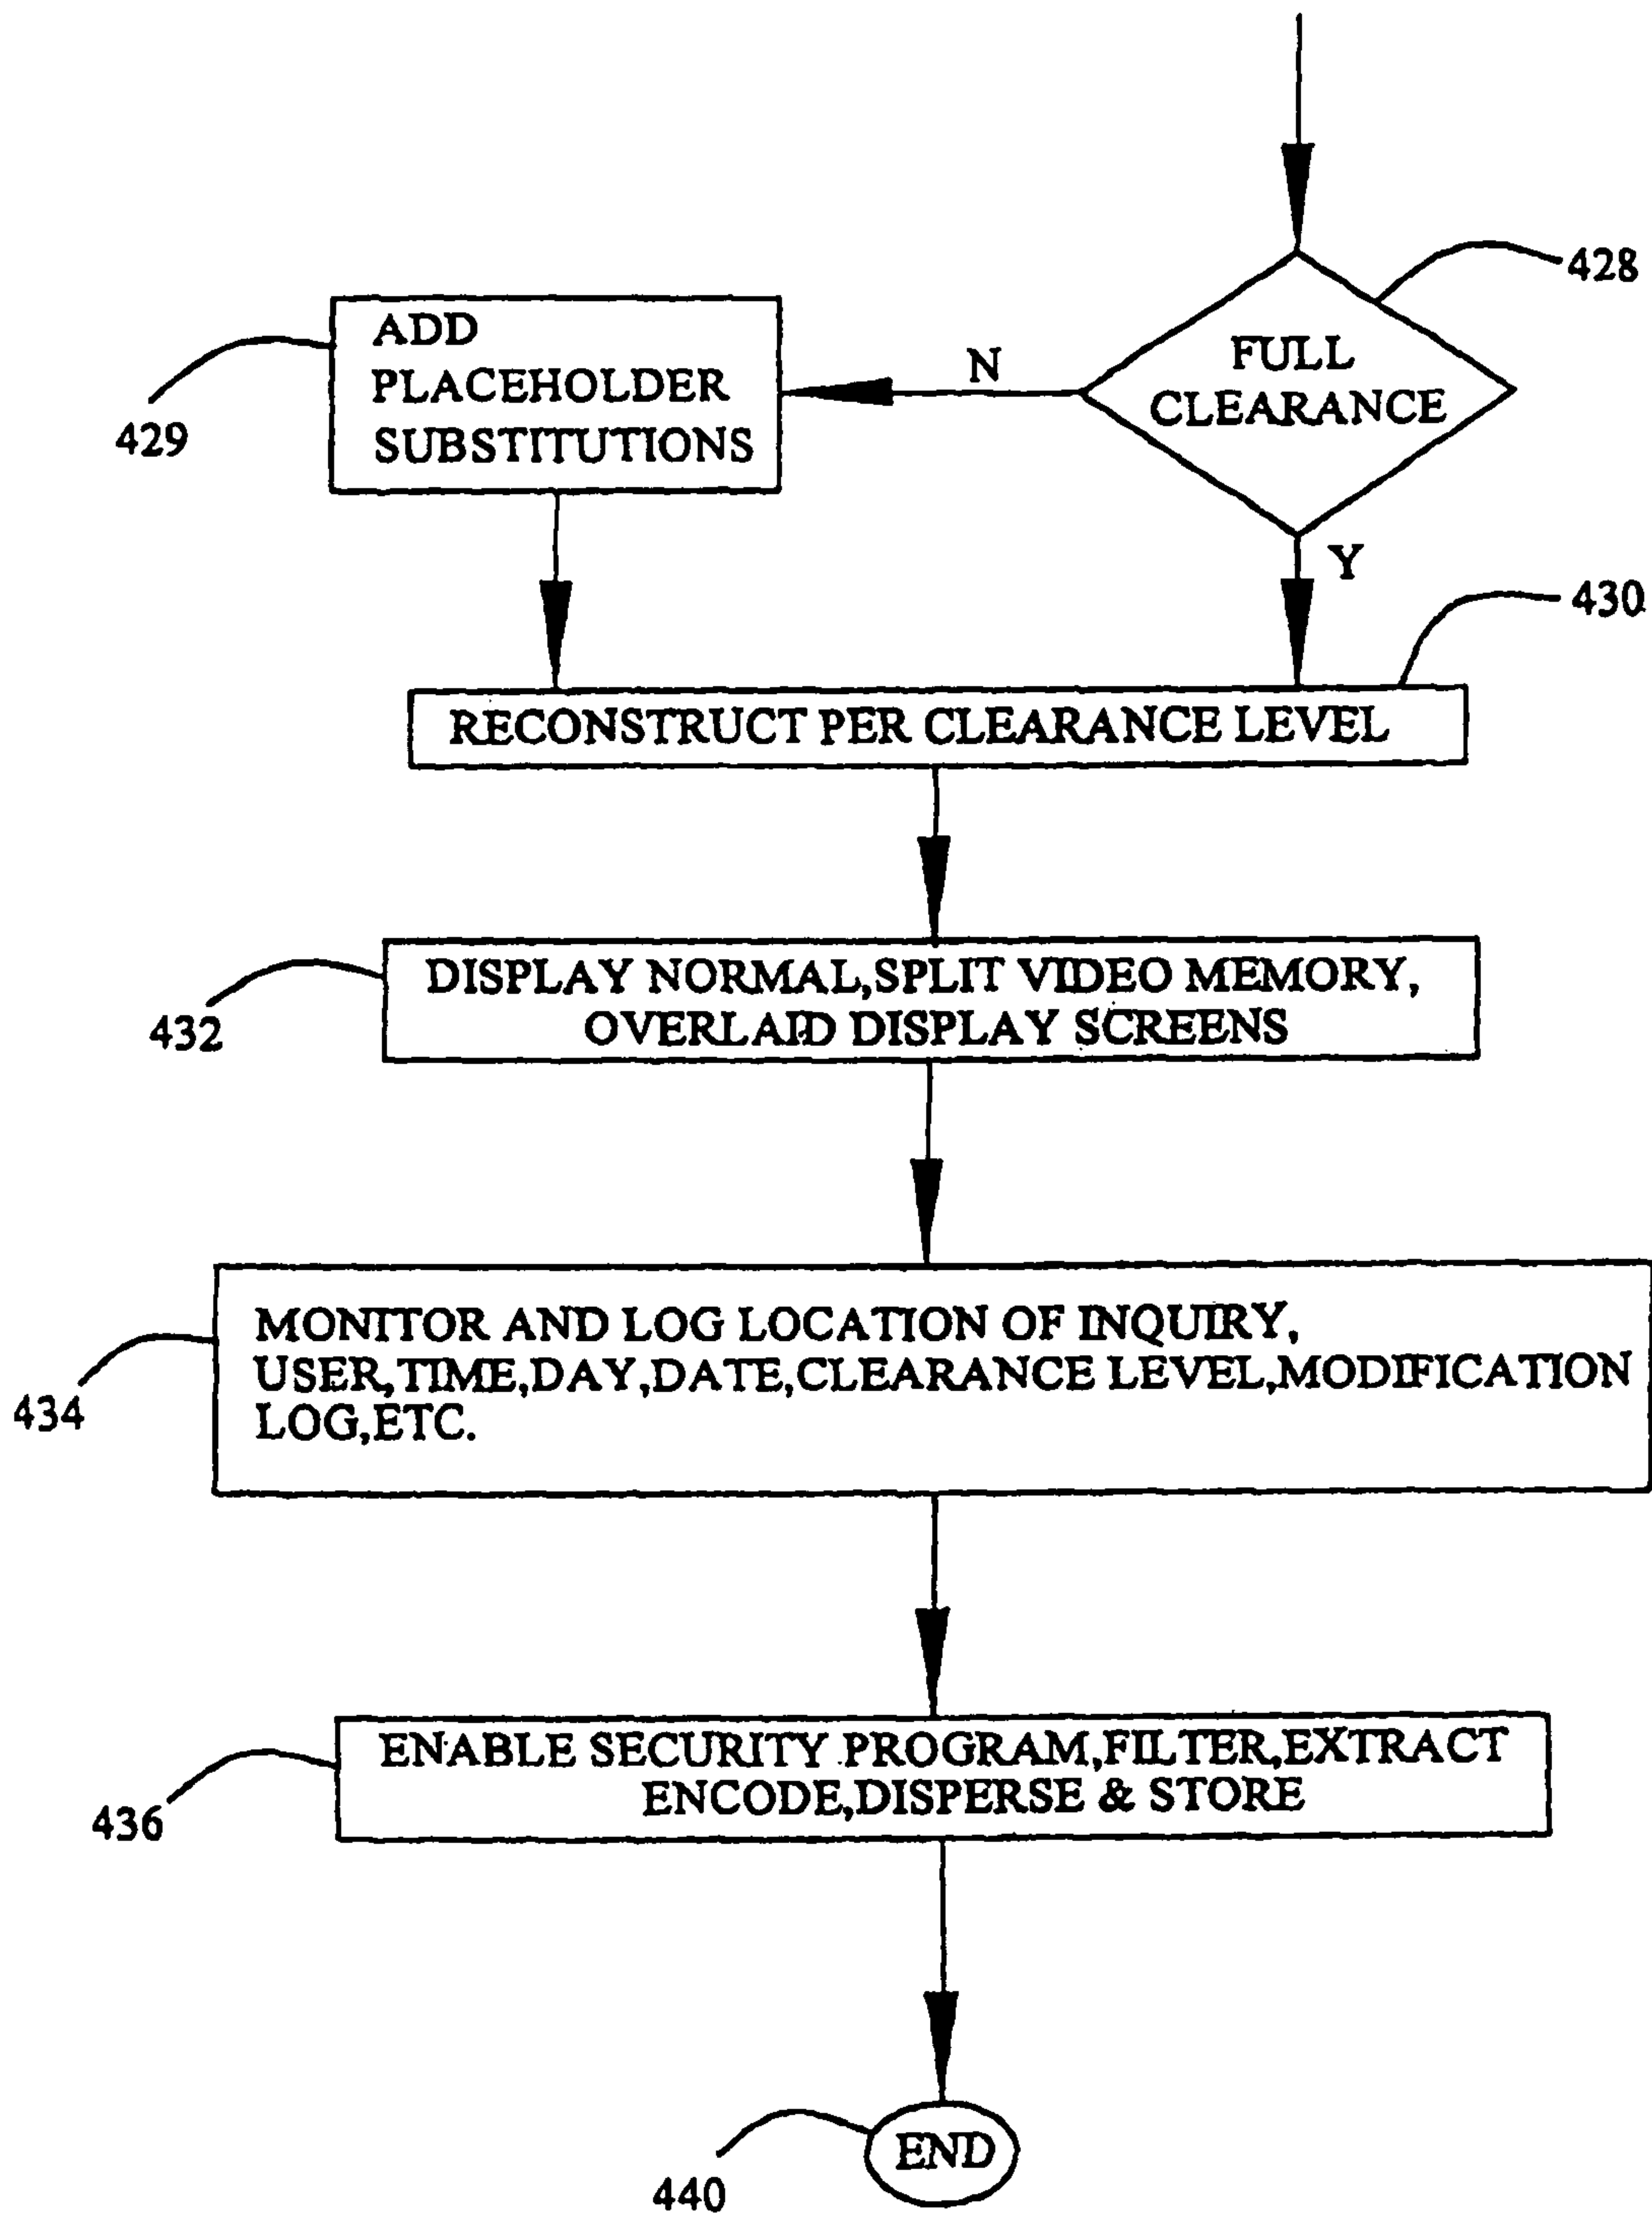 428
FULL
CLEARANCE
N
Y
ADD
PLACEHOLDER
SUBSTITUTIONS
429
430
RECONSTRUCT PER CLEARANCE LEVEL
DISPLAY NORMAL,SPLIT VIDEO MEMORY,
OVERLAID DISPLAY SCREENS
432
MONITOR AND LOG LOCATION OF INQUIRY,
USER,TIME,DAY,DATE,CLEARANCE LEVEL,MODIFICATION
LOG,ETC.
434
ENABLE SECURITY PROGRAM,FILTER,EXTRACT
ENCODE,DISPERSE & STORE
436
END
440